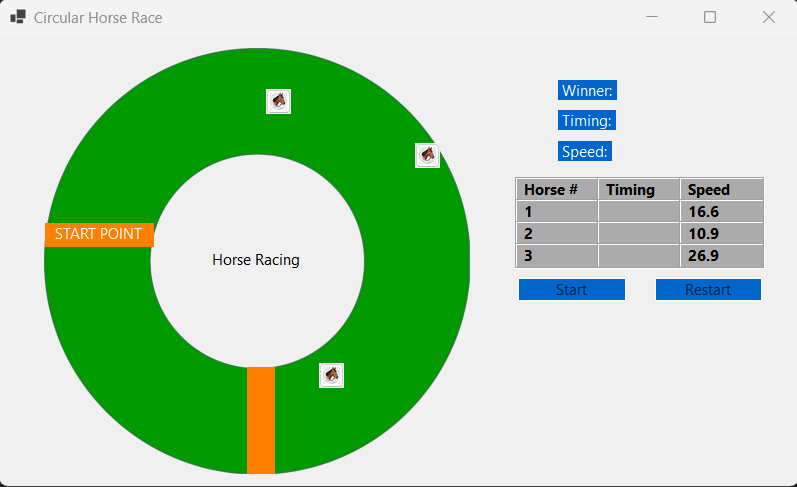 Circular Horse Race
START POINT
Horse Racing
Winner:
Timing:
Speed:
Horse # Timing Speed
1 16.6
2 10.9
3 26.9
Start Restart